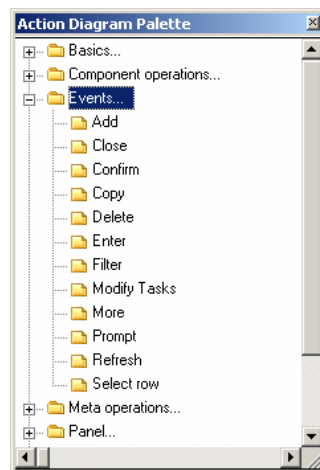 Action Diagram Palette
Basics...
Component operations...
Events...
Add
Close
Confirm
Copy
Delete
Enter
Filter
Modify Tasks
More
Prompt
Refresh
Select row
Meta operations...
Panel...